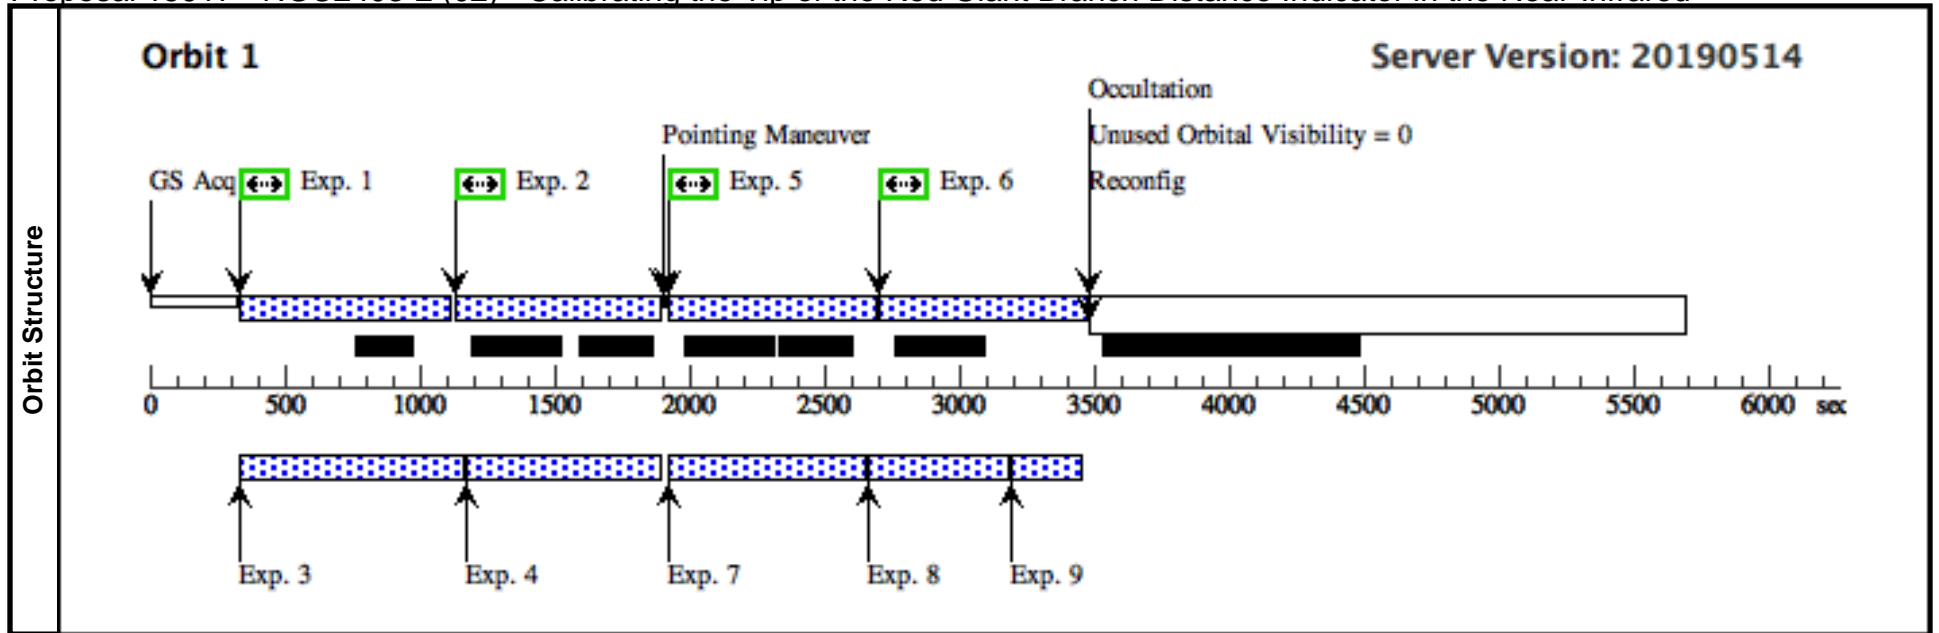 Orbit 1
Server Version: 20190514
Occultation
Pointing Maneuver
Unused Orbital Visibility = 0
GS Acq
Exp. 1
Exp. 2
Exp. 5
Exp. 6
Reconfig
Orbit Structure
0 500 1000 1500 2000 2500 3000 3500 4000 4500 5000 5500 6000 sec
Exp. 3
Exp. 4
Exp. 7
Exp. 8
Exp. 9